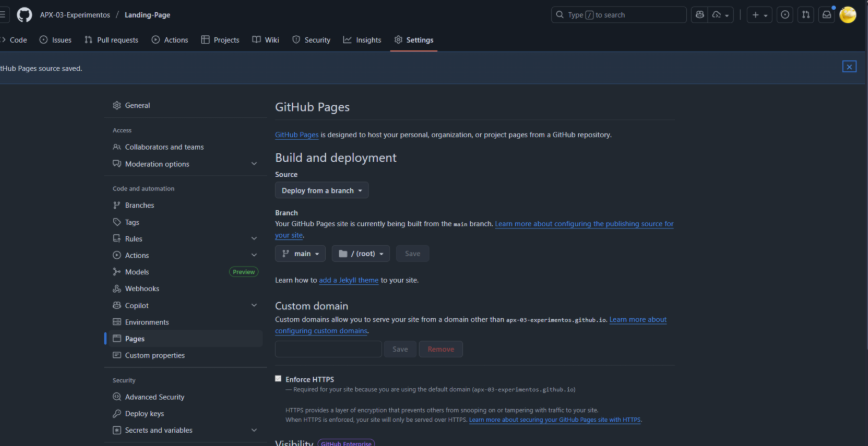 APX-03-Experimentos / Landing-Page
Type / to search
Code Issues Pull requests Actions Projects Wiki Security Insights Settings
tHub Pages source saved.
General
Access
Collaborators and teams
Moderation options
Code and automation
Branches
Tags
Rules
Actions
Models Preview
Webhooks
Copilot
Environments
Pages
Custom properties
Security
Advanced Security
Deploy keys
Secrets and variables
GitHub Pages
GitHub Pages is designed to host your personal, organization, or project pages from a GitHub repository.
Build and deployment
Source
Deploy from a branch
Branch
Your GitHub Pages site is currently being built from the main branch. Learn more about configuring the publishing source for
your site.
main / (root) Save
Learn how to add a Jekyll theme to your site.
Custom domain
Custom domains allow you to serve your site from a domain other than apx-03-experimentos.github.io. Learn more about
configuring custom domains.
Save Remove
Enforce HTTPS
— Required for your site because you are using the default domain (apx-03-experimentos.github.io)
HTTPS provides a layer of encryption that prevents others from snooping on or tampering with traffic to your site.
When HTTPS is enforced, your site will only be served over HTTPS. Learn more about securing your GitHub Pages site with HTTPS.
Visibility GitHub Enterprise